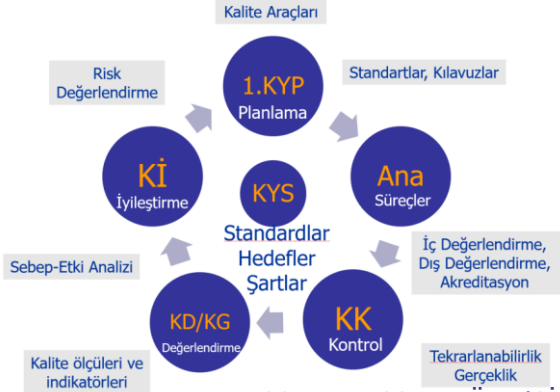 Kalite Araçları
Risk
Değerlendirme
1.KYP
Planlama
Standartlar, Kılavuzlar
Kİ
İyileştirme
KYS
Ana
Süreçler
Standardlar
Hedefler
Şartlar
İç Değerlendirme,
Dış Değerlendirme,
Akreditasyon
Sebep-Etki Analizi
KD/KG
Değerlendirme
KK
Kontrol
Kalite ölçüleri ve
indikatörleri
Tekrarlanabilirlik
Gerçeklik